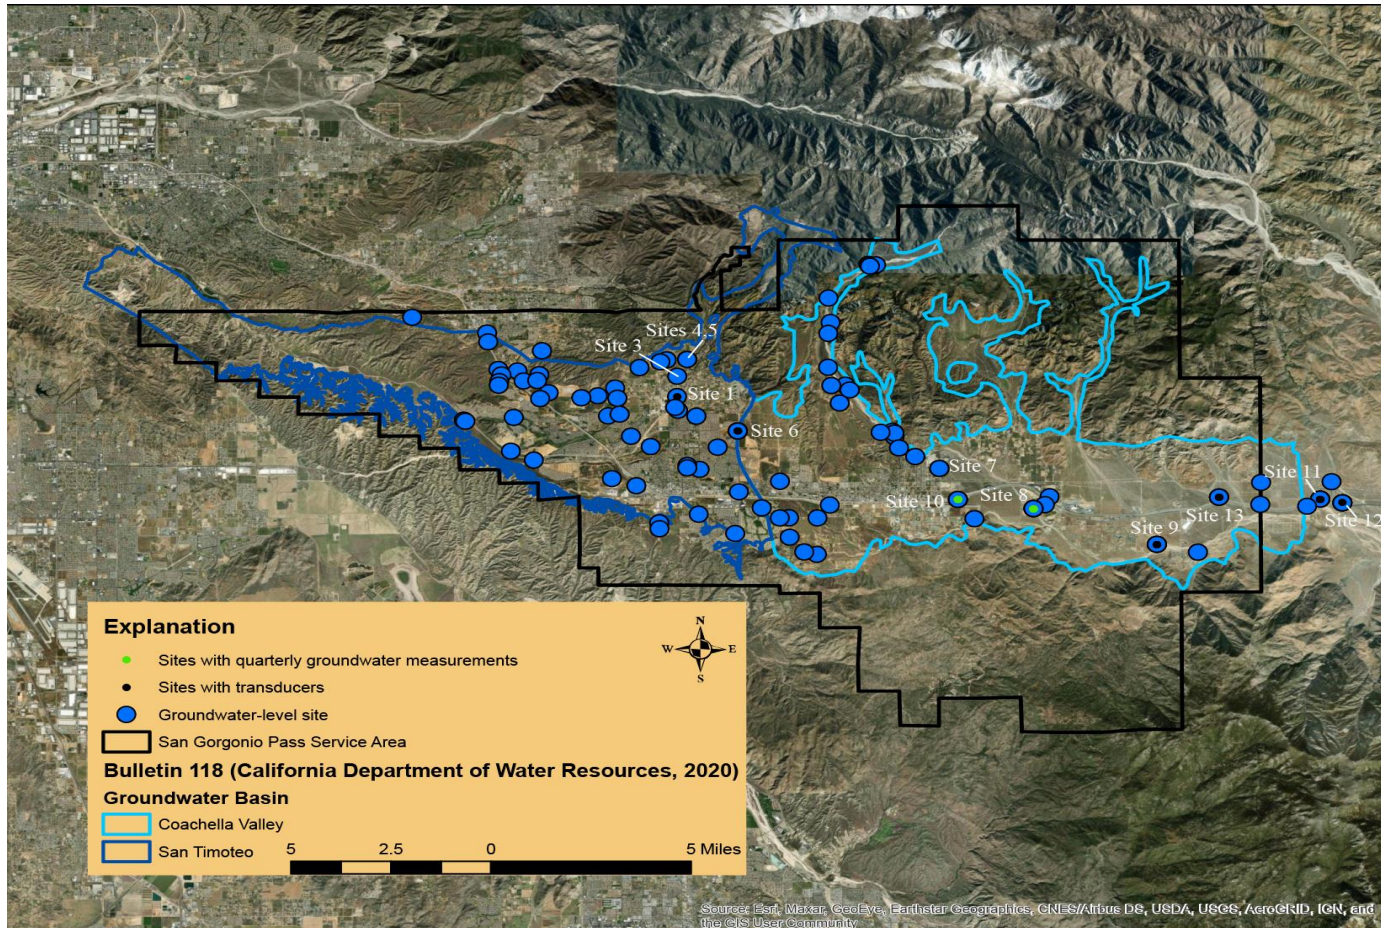 Sites 4,5
Site 3
Site 1
Site 6
Site 7
Site 11
Site 10
Site 8
Site 13
Site 12
Site 9
Explanation
N
W E
S
Sites with quarterly groundwater measurements
Sites with transducers
Groundwater-level site
San Gorgonio Pass Service Area
Bulletin 118 (California Department of Water Resources, 2020)
Groundwater Basin
Coachella Valley
San Timoteo
5 2.5 0 5 Miles
Source: Esri, Maxar, GeoEye, Earthstar Geographics, CNES/Airbus DS, USDA, USGS, AeroGRID, IGN, and
the GIS User Community